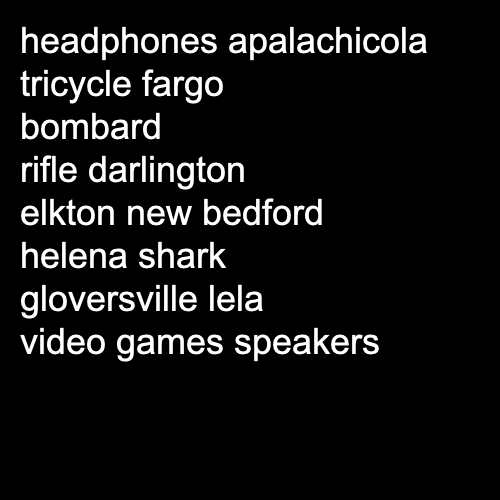 headphones apalachicola
tricycle fargo
bombard
rifle darlington
elkton new bedford
helena shark
gloversville lela
video games speakers